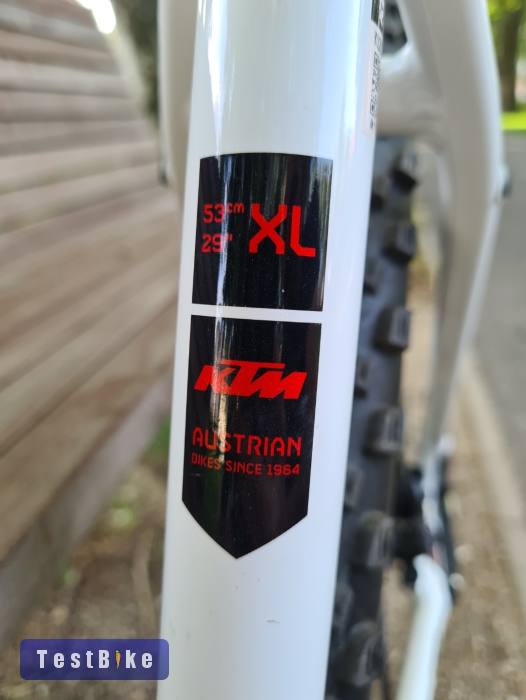 53cm XL
29"
KTM
AUSTRIAN
BIKES SINCE 1964
TestBike